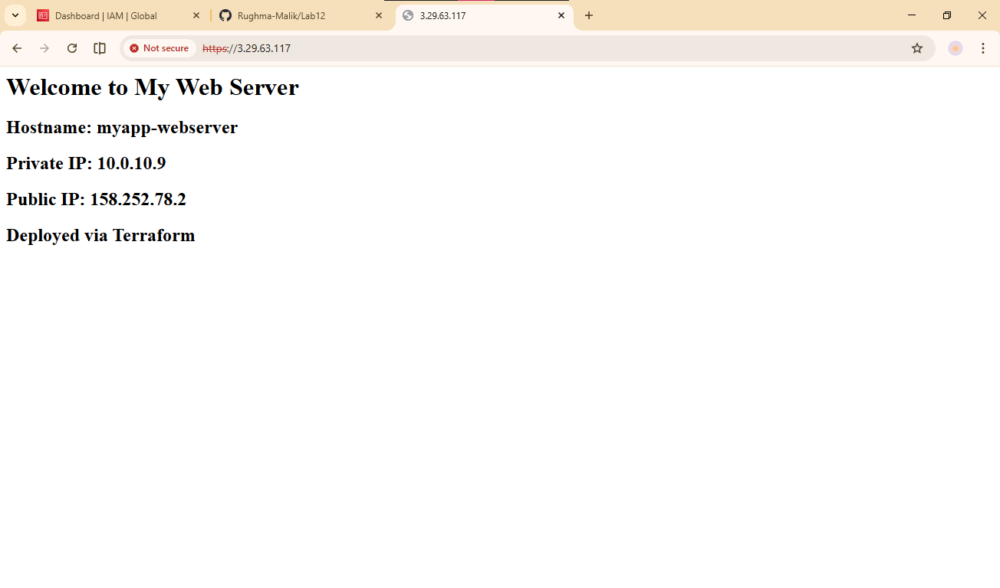 Dashboard | IAM | Global
Rughma-Malik/Lab12
3.29.63.117
Not secure
https://3.29.63.117
Welcome to My Web Server
Hostname: myapp-webserver
Private IP: 10.0.10.9
Public IP: 158.252.78.2
Deployed via Terraform